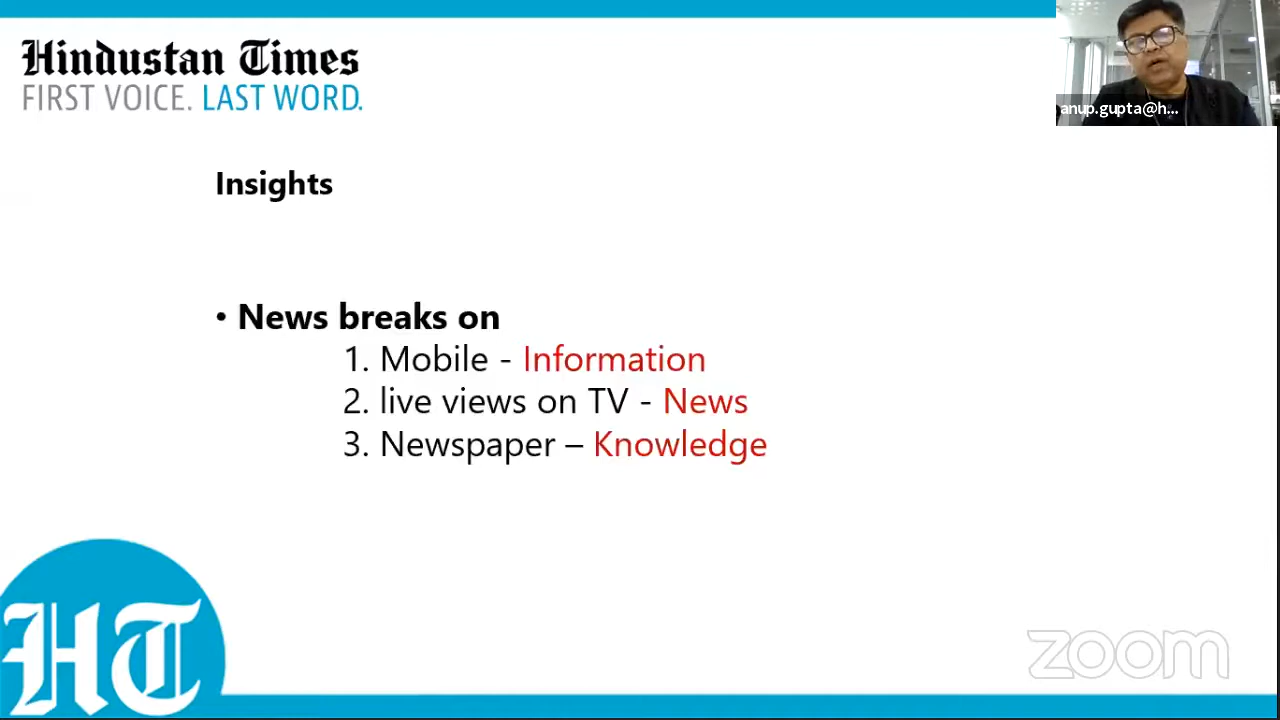 Hindustan Times
FIRST VOICE. LAST WORD.
anup.gupta@h...
Insights
• News breaks on
1. Mobile - Information
2. live views on TV - News
3. Newspaper – Knowledge
HT
zoom